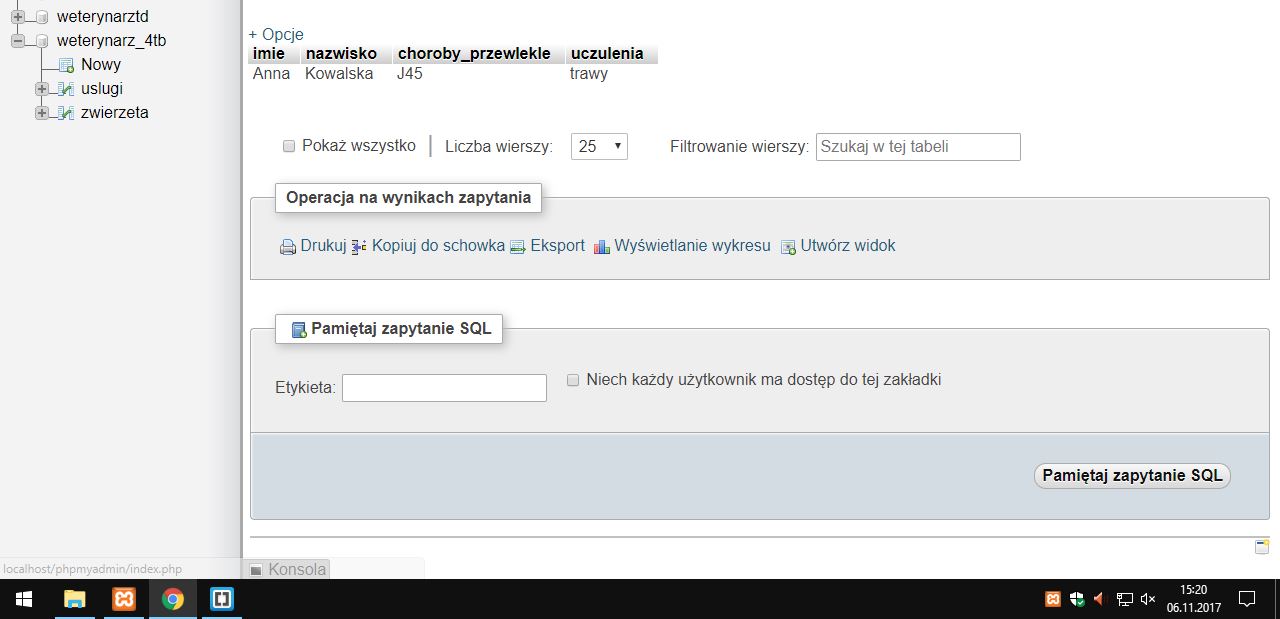 weterynarztd
weterynarz_4tb
Nowy
uslugi
zwierzeta
+ Opcje
imie nazwisko choroby_przewlekle uczulenia
Anna Kowalska J45 trawy
Pokaż wszystko Liczba wierszy: 25 Filtrowanie wierszy: Szukaj w tej tabeli
Operacja na wynikach zapytania
Drukuj Kopiuj do schowka Eksport Wyświetlanie wykresu Utwórz widok
Pamiętaj zapytanie SQL
Etykieta: Niech każdy użytkownik ma dostęp do tej zakładki
Pamiętaj zapytanie SQL
localhost/phpmyadmin/index.php
Konsola
15:20
06.11.2017